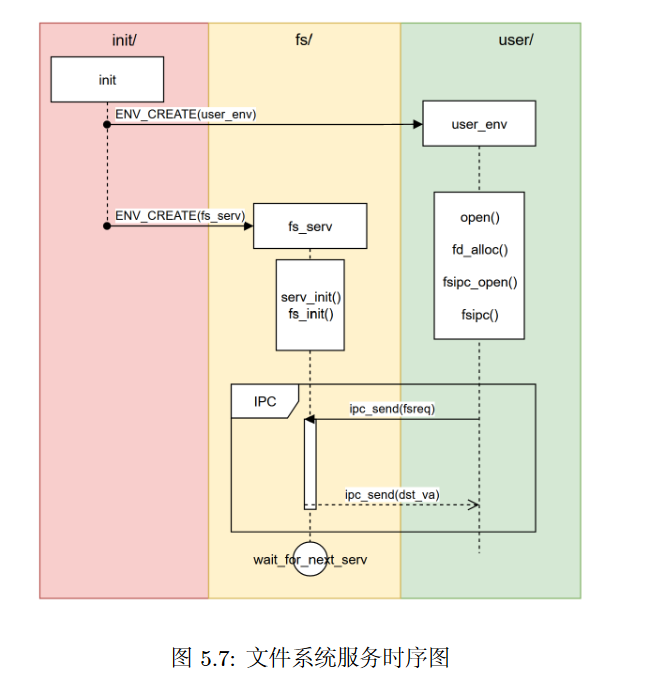 init/
fs/
user/
init
ENV_CREATE(user_env)
user_env
ENV_CREATE(fs_serv)
fs_serv
open()
fd_alloc()
fsipc_open()
fsipc()
serv_init()
fs_init()
IPC
ipc_send(fsreq)
ipc_send(dst_va)
wait_for_next_serv
图 5.7: 文件系统服务时序图